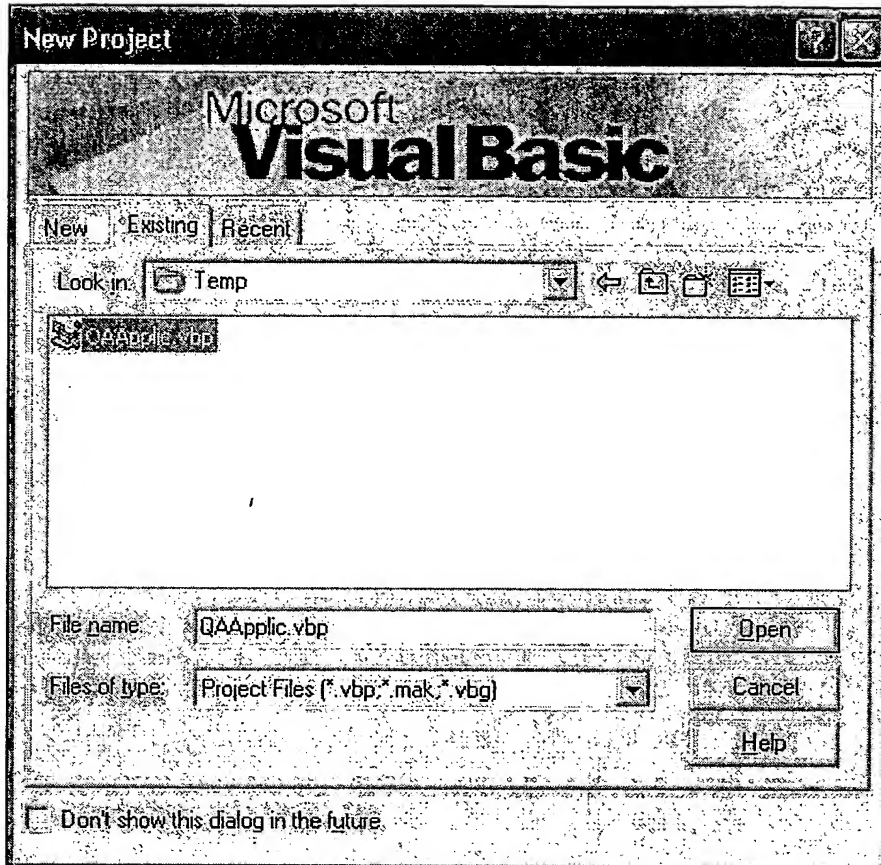 New Project
Microsoft
Visual Basic
New Existing Recent
Look in: Temp
QAApplic.vbp
File name: QAApplic.vbp Open
Files of type: Project Files (*.vbp;*.mak;*.vbg) Cancel
Help
Don't show this dialog in the future